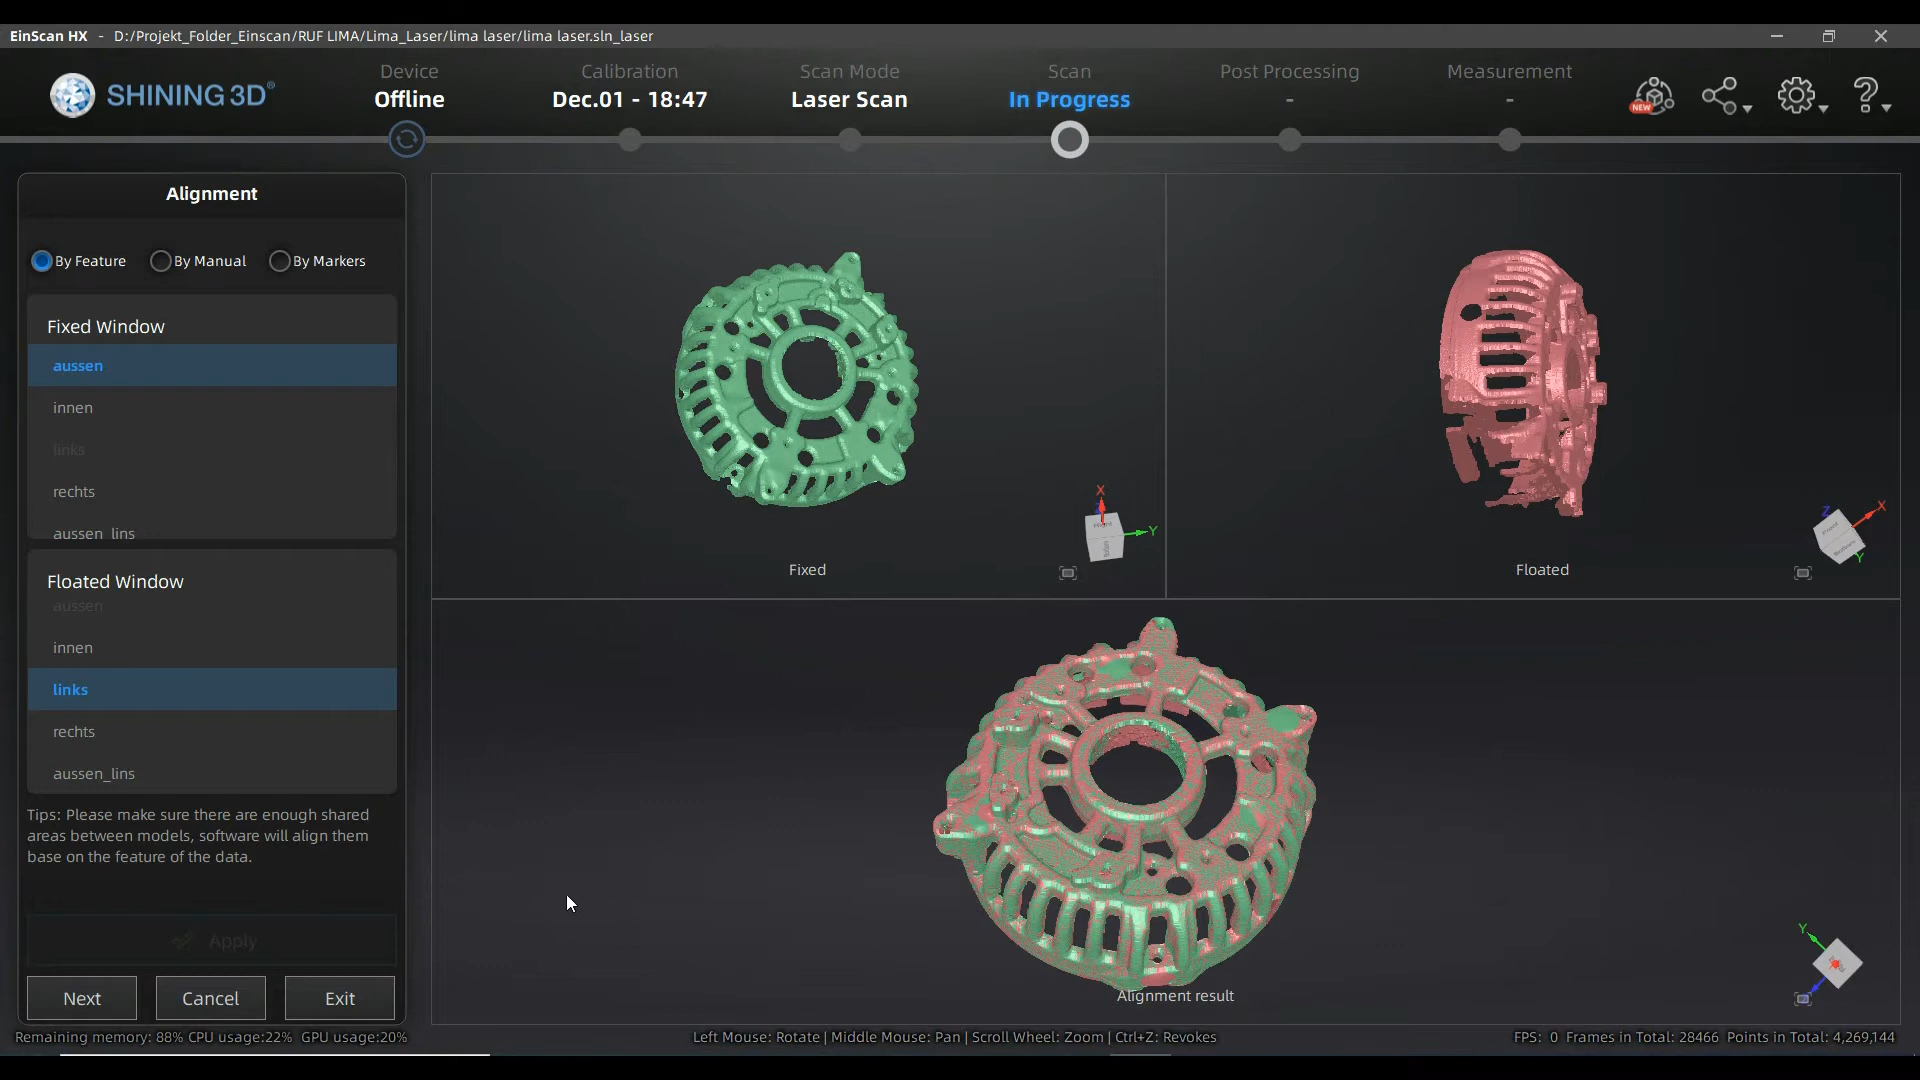 EinScan HX - D:/Projekt_Folder_Einscan/RUF LIMA/Lima_Laser/lima laser/lima laser.sln_laser
SHINING 3D®
Device
Offline
Calibration
Dec.01 - 18:47
Scan Mode
Laser Scan
Scan
In Progress
Post Processing
-
Measurement
-
NEW
Alignment
By Feature By Manual By Markers
Fixed Window
aussen
innen
links
rechts
aussen_lins
Floated Window
aussen
innen
links
rechts
aussen_lins
Tips: Please make sure there are enough shared
areas between models, software will align them
base on the feature of the data.
Apply
Next Cancel Exit
Fixed
X
Y
Floated
Z
X
Y
Alignment result
Y
Remaining memory: 88% CPU usage:22% GPU usage:20%
Left Mouse: Rotate | Middle Mouse: Pan | Scroll Wheel: Zoom | Ctrl+Z: Revokes
FPS: 0 Frames in Total: 28466 Points in Total: 4,269,144